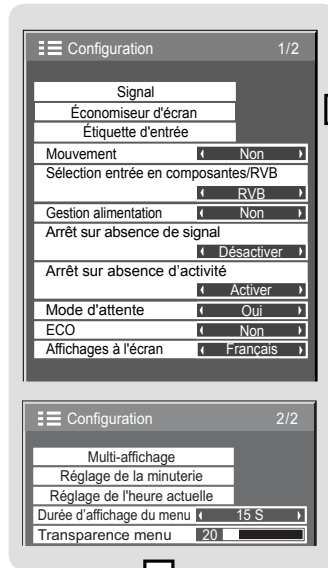 Configuration 1/2
Signal
Économiseur d'écran
Étiquette d'entrée
Mouvement Non
Sélection entrée en composantes/RVB
RVB
Gestion alimentation Non
Arrêt sur absence de signal
Désactiver
Arrêt sur absence d'activité
Activer
Mode d'attente Oui
ECO Non
Affichages à l'écran Français
Configuration 2/2
Multi-affichage
Réglage de la minuterie
Réglage de l'heure actuelle
Durée d'affichage du menu 15 S
Transparence menu 20